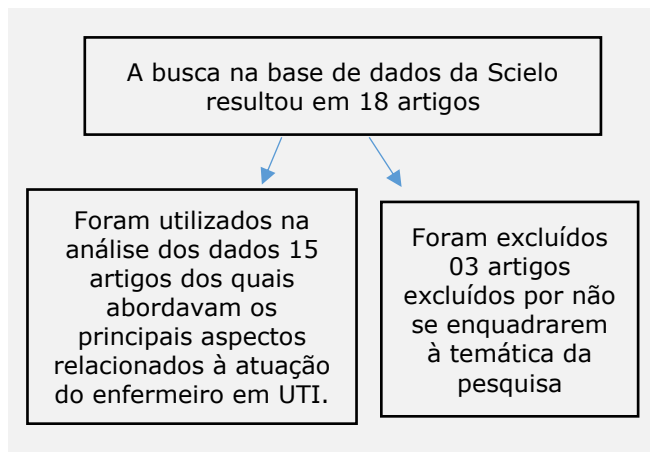 A busca na base de dados da Scielo
resultou em 18 artigos
Foram utilizados na
análise dos dados 15
artigos dos quais
abordavam os
principais aspectos
relacionados à atuação
do enfermeiro em UTI.
Foram excluídos
03 artigos
excluídos por não
se enquadrarem
à temática da
pesquisa